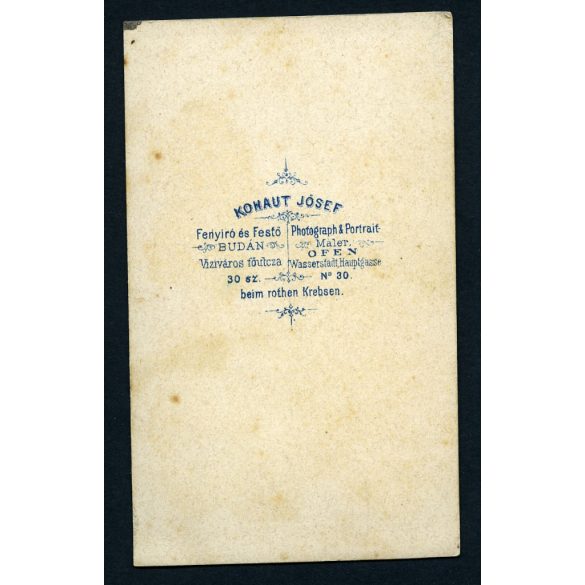 KOHAUT JÓSEF
Fenyiró és Festő
BUDÁN
Viziváros főutcza
30 sz.
Photograph & Portrait-
Maler.
OFEN
Wasserstadt, Hauptgasse
No 30.
beim rothen Krebsen.